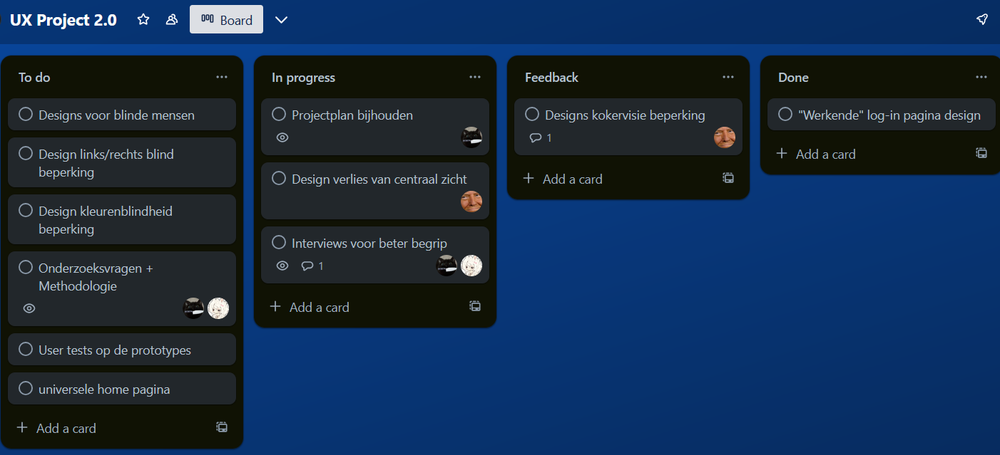 UX Project 2.0
Board
To do
Designs voor blinde mensen
Design links/rechts blind
beperking
Design kleurenblindheid
beperking
Onderzoeksvragen +
Methodologie
User tests op de prototypes
universele home pagina
Add a card
In progress
Projectplan bijhouden
Design verlies van centraal zicht
Interviews voor beter begrip
1
Add a card
Feedback
Designs kokervisie beperking
1
Add a card
Done
"Werkende" log-in pagina design
Add a card